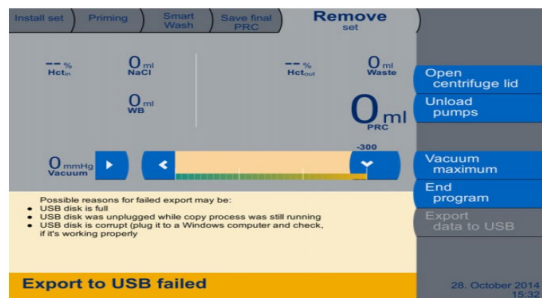 Install set
Priming
Smart
Wash
Save final
PRC
Remove
set
--%
Hctin
0 ml
NaCl
--%
Hctout
0 ml
Waste
0 ml
WB
0 ml
PRC
-300
0 mmHg
Vacuum
Open
centrifuge lid
Unload
pumps
Vacuum
maximum
End
program
Export
data to USB
Possible reasons for failed export may be:
● USB disk is full
● USB disk was unplugged while copy process was still running
● USB disk is corrupt (plug it to a Windows computer and check,
if it's working properly
Export to USB failed
28. October 2014
15:32